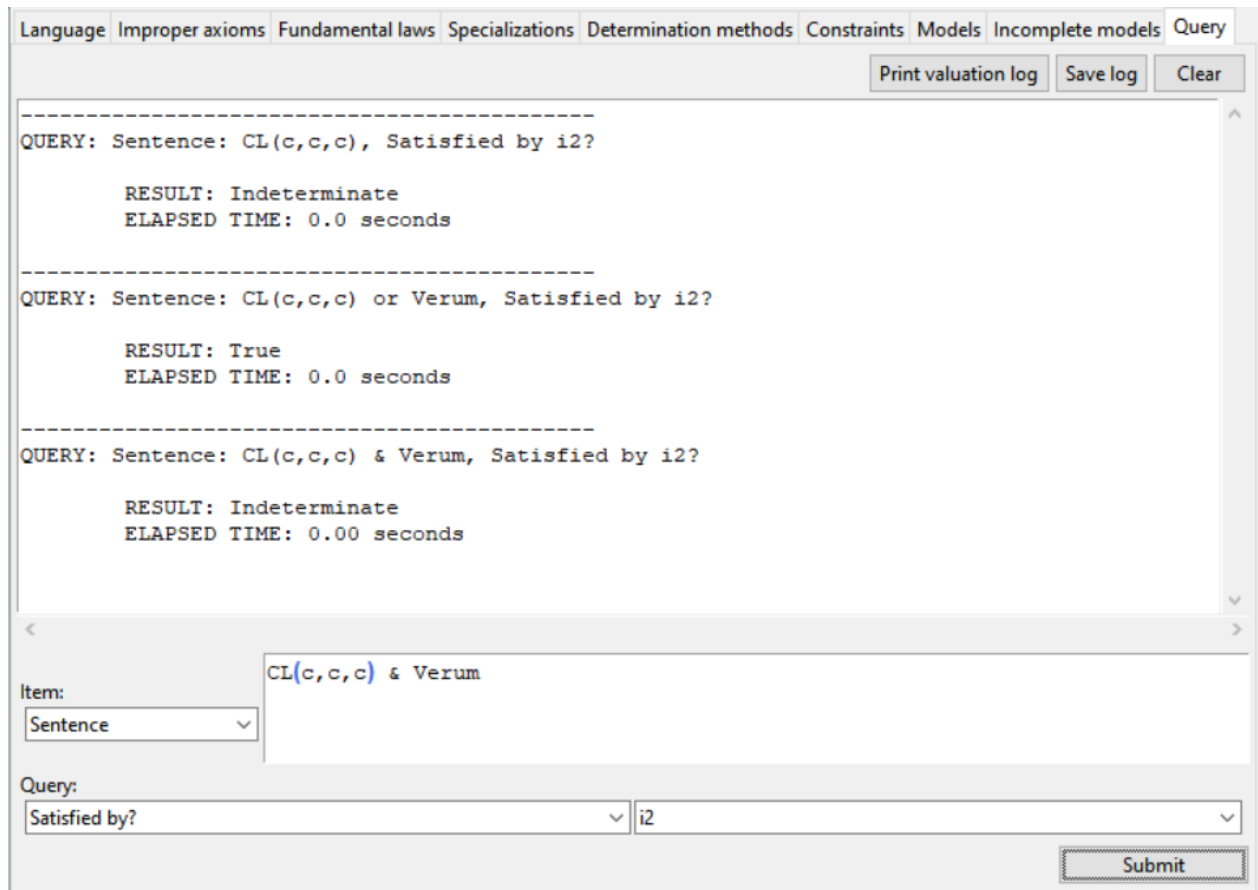 Language Improper axioms Fundamental laws Specializations Determination methods Constraints Models Incomplete models Query
Print valuation log Save log Clear
--------------------------------------------
QUERY: Sentence: CL(c,c,c), Satisfied by i2?
RESULT: Indeterminate
ELAPSED TIME: 0.0 seconds
--------------------------------------------
QUERY: Sentence: CL(c,c,c) or Verum, Satisfied by i2?
RESULT: True
ELAPSED TIME: 0.0 seconds
--------------------------------------------
QUERY: Sentence: CL(c,c,c) & Verum, Satisfied by i2?
RESULT: Indeterminate
ELAPSED TIME: 0.00 seconds
CL(c,c,c) & Verum
Item:
Sentence
Query:
Satisfied by? i2
Submit